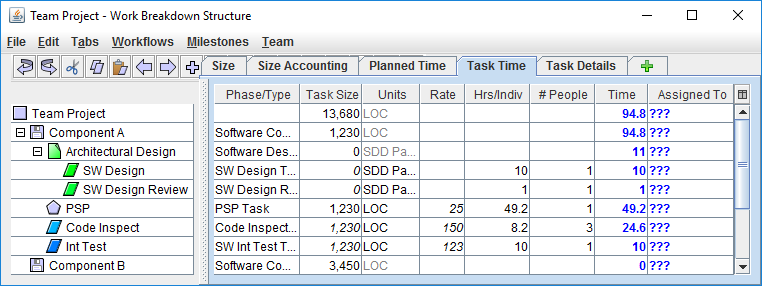 Team Project - Work Breakdown Structure
File Edit Tabs Workflows Milestones Team
Size Size Accounting Planned Time Task Time Task Details
Phase/Type Task Size Units Rate Hrs/Indiv # People Time Assigned To
Team Project 13,680 LOC 94.8 ???
Component A Software Co... 1,230 LOC 94.8 ???
Architectural Design Software Des... 0 SDD Pa... 11 ???
SW Design SW Design T... 0 SDD Pa... 10 1 10 ???
SW Design Review SW Design R... 0 SDD Pa... 1 1 1 ???
PSP PSP Task 1,230 LOC 25 49.2 1 49.2 ???
Code Inspect Code Inspect... 1,230 LOC 150 8.2 3 24.6 ???
Int Test SW Int Test T... 1,230 LOC 123 10 1 10 ???
Component B Software Co... 3,450 LOC 0 ???